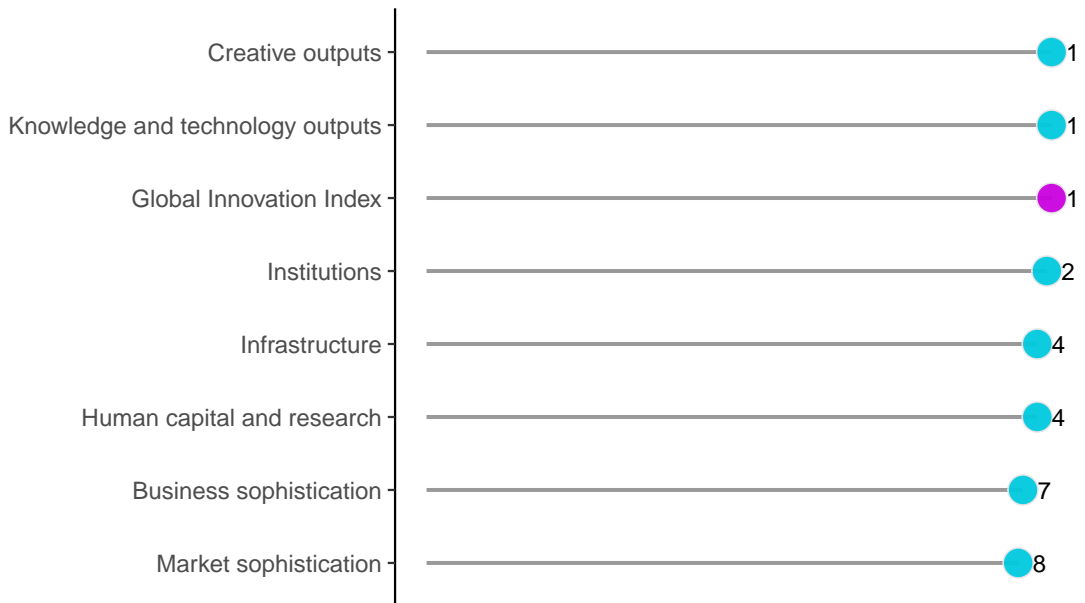 Creative outputs 1
Knowledge and technology outputs 1
Global Innovation Index 1
Institutions 2
Infrastructure 4
Human capital and research 4
Business sophistication 7
Market sophistication 8